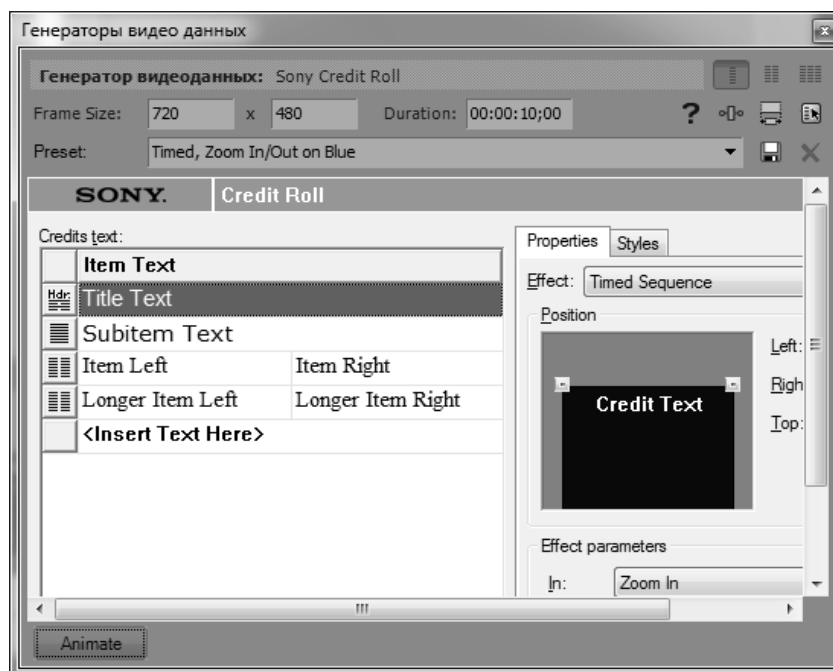 Генераторы видео данных
Генератор видеоданных: Sony Credit Roll
Frame Size: 720 x 480 Duration: 00:00:10;00 ?
Preset: Timed, Zoom In/Out on Blue
SONY. Credit Roll
Credits text:
Item Text
Hdr: Title Text
Subitem Text
Item Left Item Right
Longer Item Left Longer Item Right
<Insert Text Here>
Properties Styles
Effect: Timed Sequence
Position
Left:
Righ
Top:
Credit Text
Effect parameters
In: Zoom In
Animate